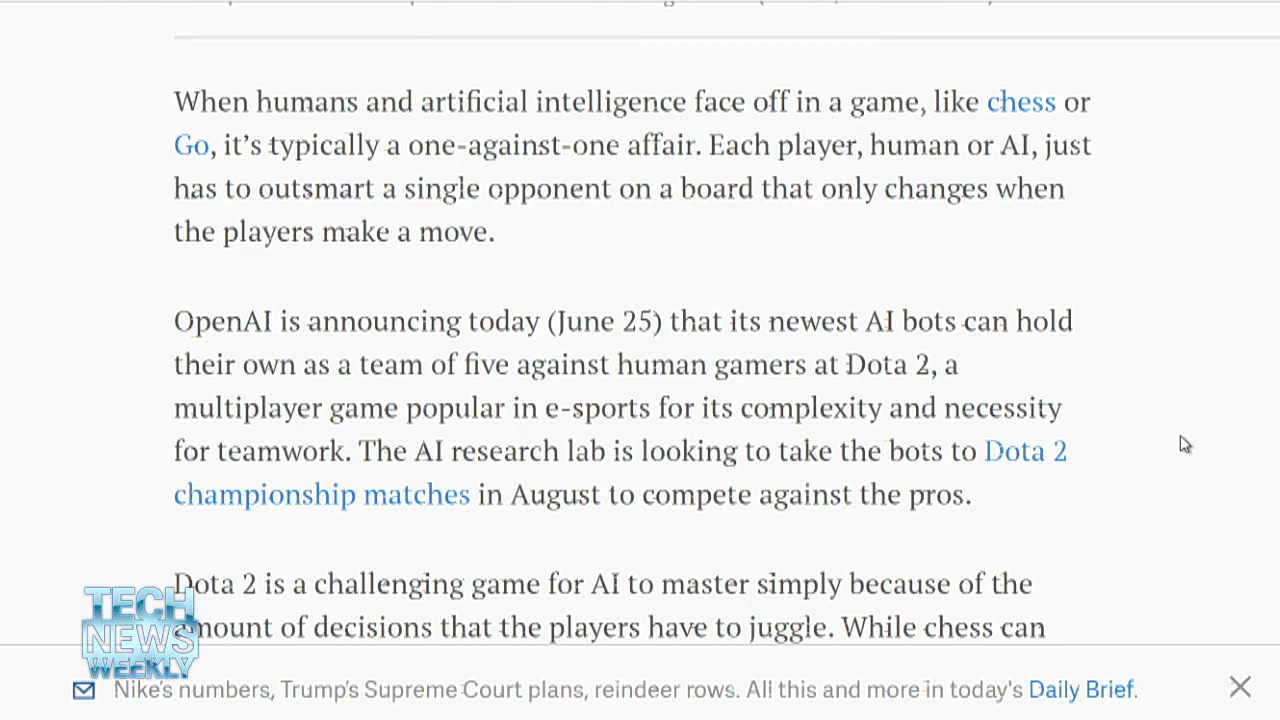 When humans and artificial intelligence face off in a game, like chess or
Go, it’s typically a one-against-one affair. Each player, human or AI, just
has to outsmart a single opponent on a board that only changes when
the players make a move.
OpenAI is announcing today (June 25) that its newest AI bots can hold
their own as a team of five against human gamers at Dota 2, a
multiplayer game popular in e-sports for its complexity and necessity
for teamwork. The AI research lab is looking to take the bots to Dota 2
championship matches in August to compete against the pros.
Dota 2 is a challenging game for AI to master simply because of the
amount of decisions that the players have to juggle. While chess can
TECH
NEWS
WEEKLY
Nike's numbers, Trump's Supreme Court plans, reindeer rows. All this and more in today's Daily Brief.